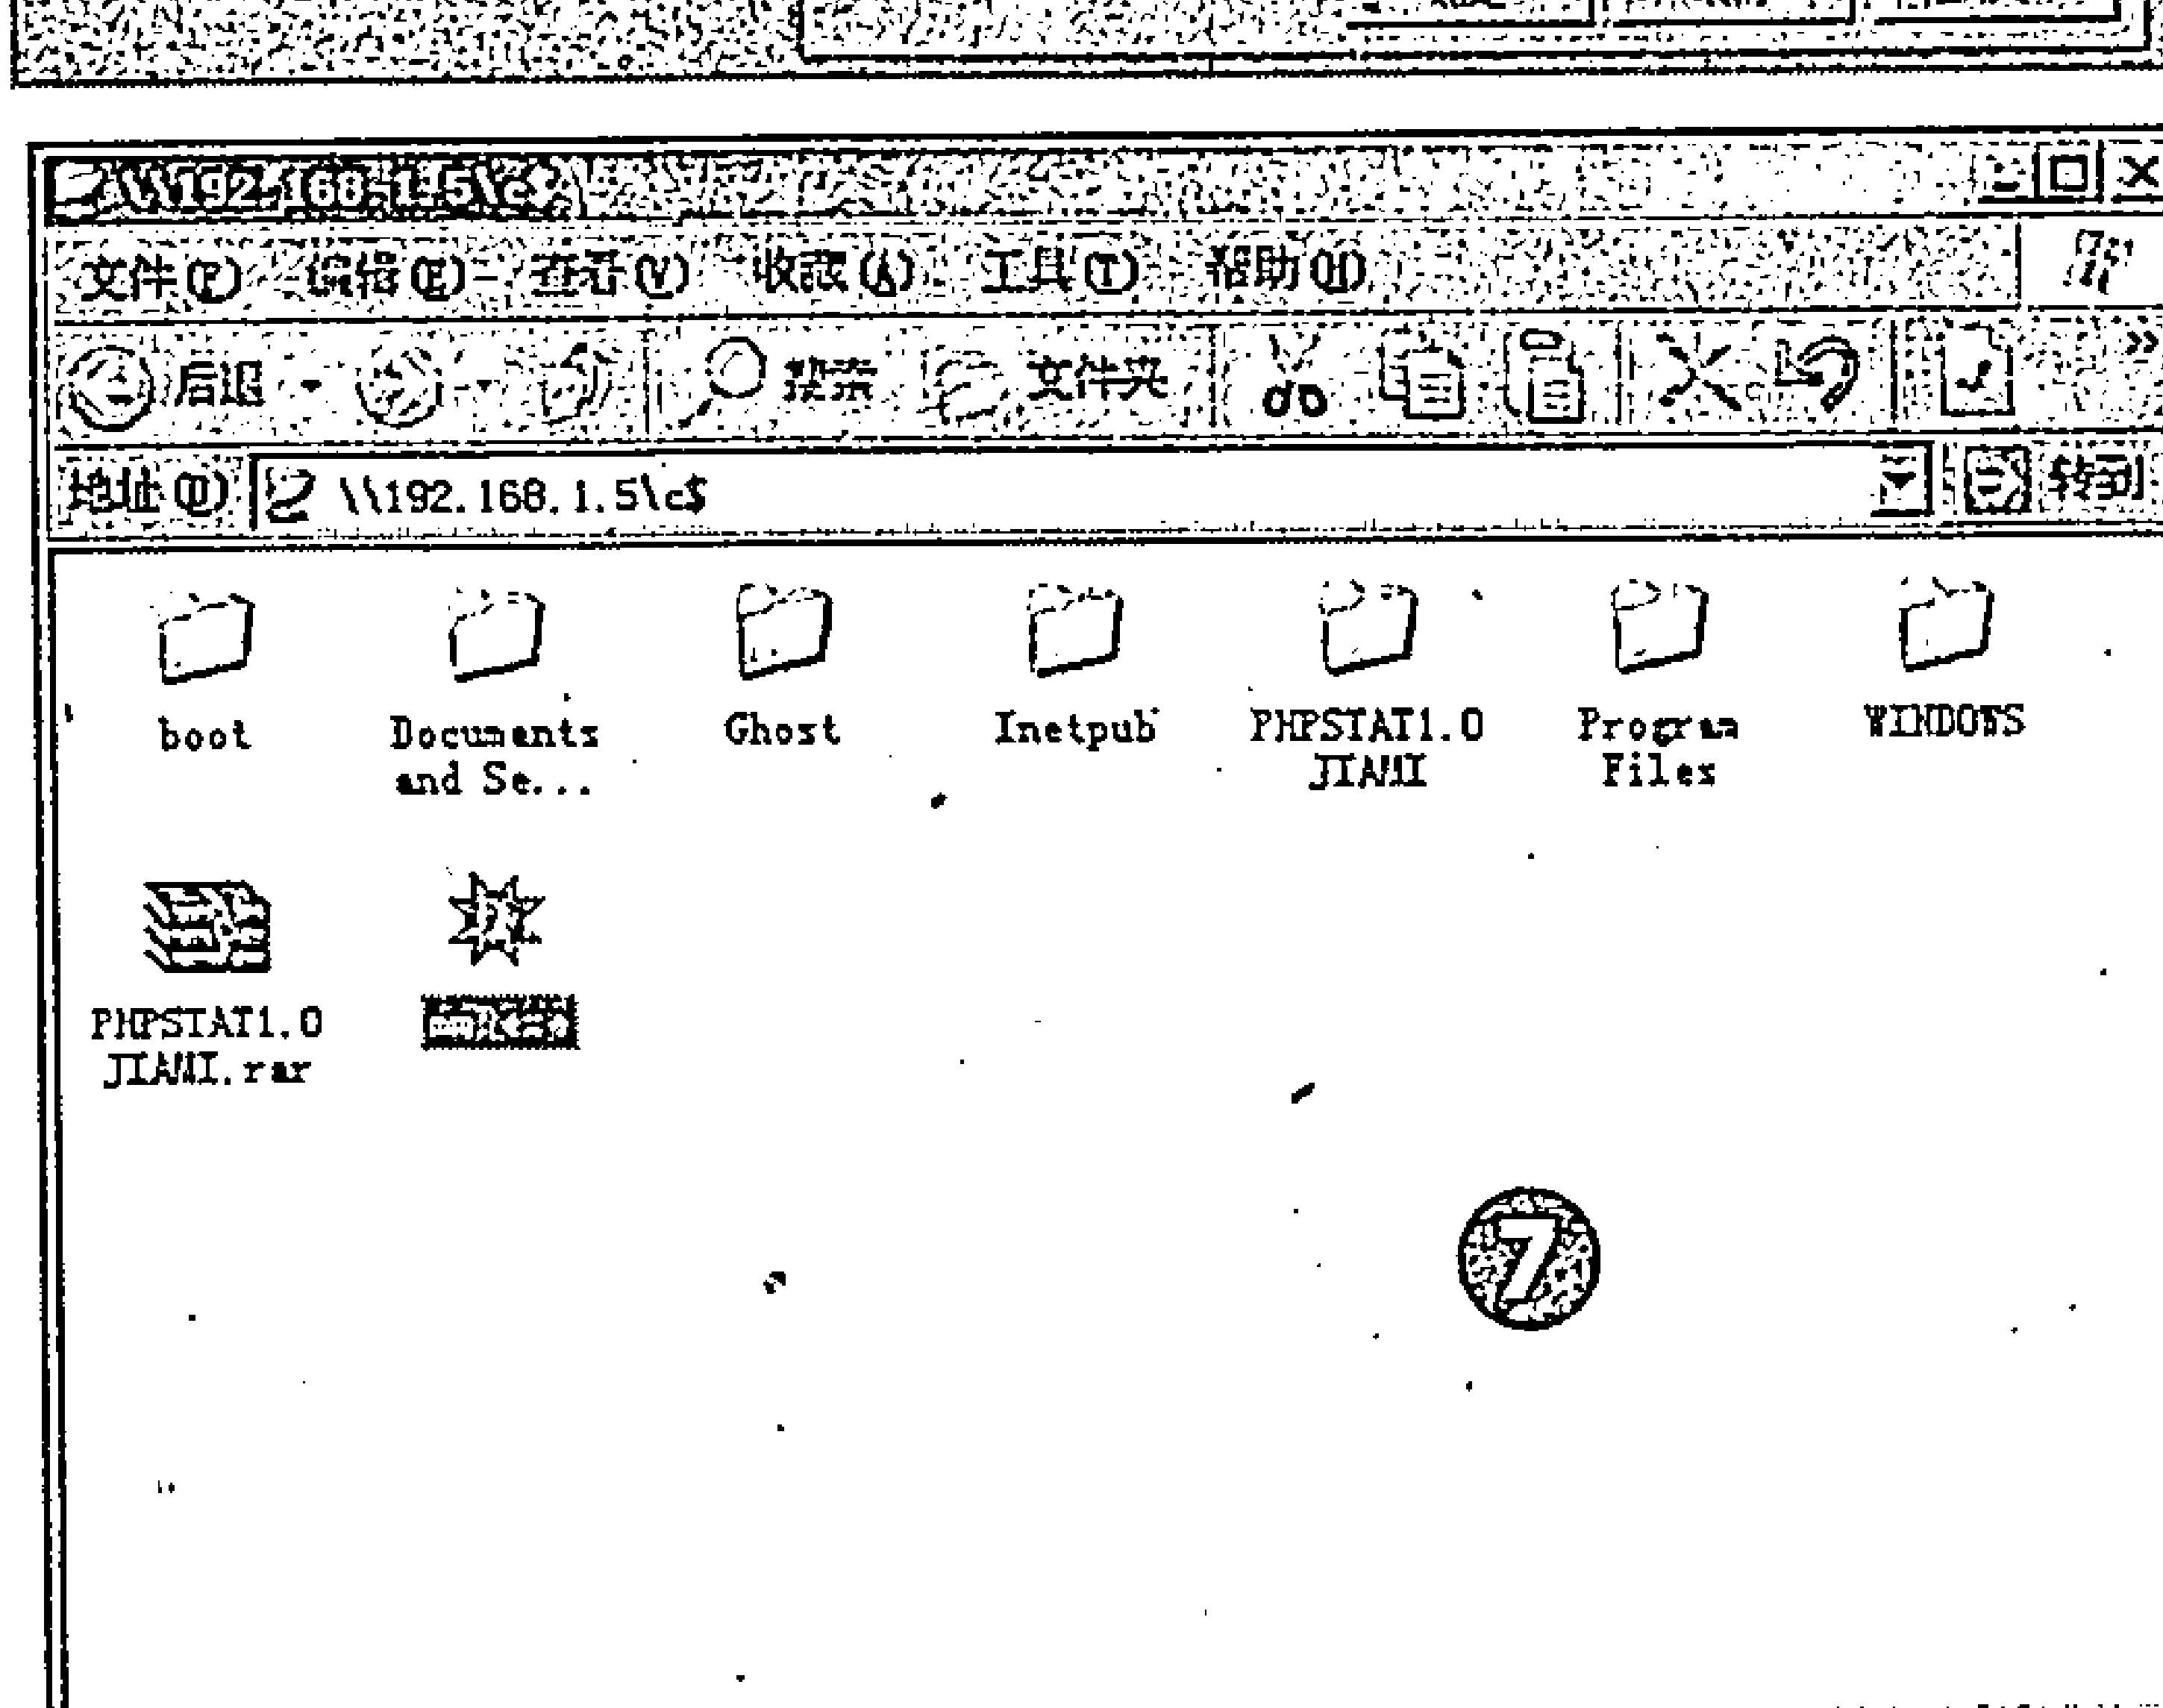 \\192.168.1.5\c$
文件(F) 编辑(E) 查看(V) 收藏(A) 工具(T) 帮助(H)
后退 搜索 文件夹
地址(D) \\192.168.1.5\c$ 转到
boot Documents and Se... Ghost Inetpub PHPSTAT1.0 JIAMI Program Files WINDOWS
PHPSTAT1.0
JIAMI.rar
7